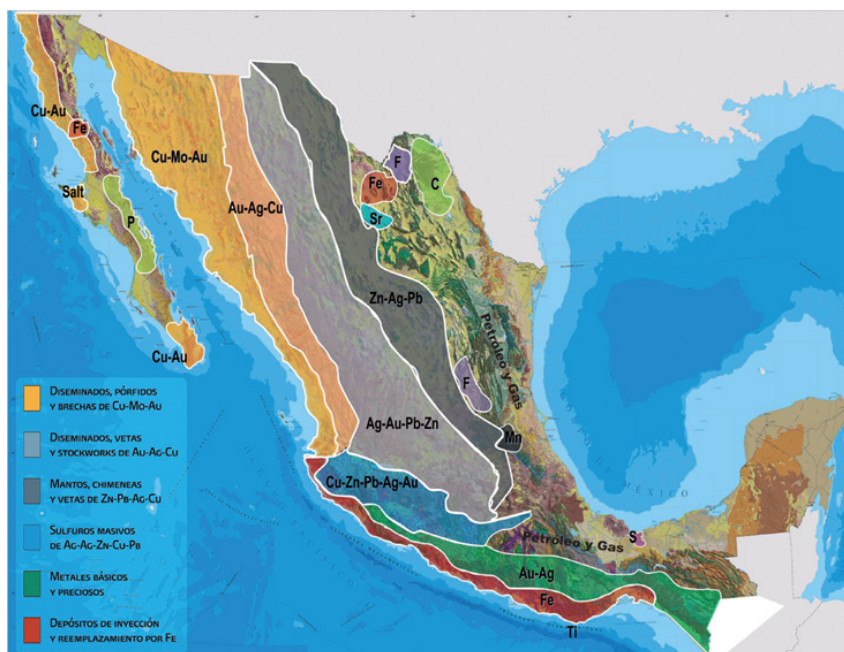 Cu-Au
Fe
Cu-Mo-Au
F
Fe
C
Salt
Au-Ag-Cu
Sr
P
Zn-Ag-Pb
Petróleo y Gas
Cu-Au
F
Ag-Au-Pb-Zn
Mn
Cu-Zn-Pb-Ag-Au
S
Petróleo y Gas
Au-Ag
Fe
Ti
DISEMINADOS, PÓRFIDOS
Y BRECHAS DE CU-MO-AU
DISEMINADOS, VETAS
Y STOCKWORKS DE AU-AG-CU
MANTOS, CHIMENEAS
Y VETAS DE ZN-PB-AG-CU
SULFUROS MASIVOS
DE AG-AG-ZN-CU-PB
METALES BÁSICOS
Y PRECIOSOS
DEPÓSITOS DE INYECCIÓN
Y REEMPLAZAMIENTO POR FE